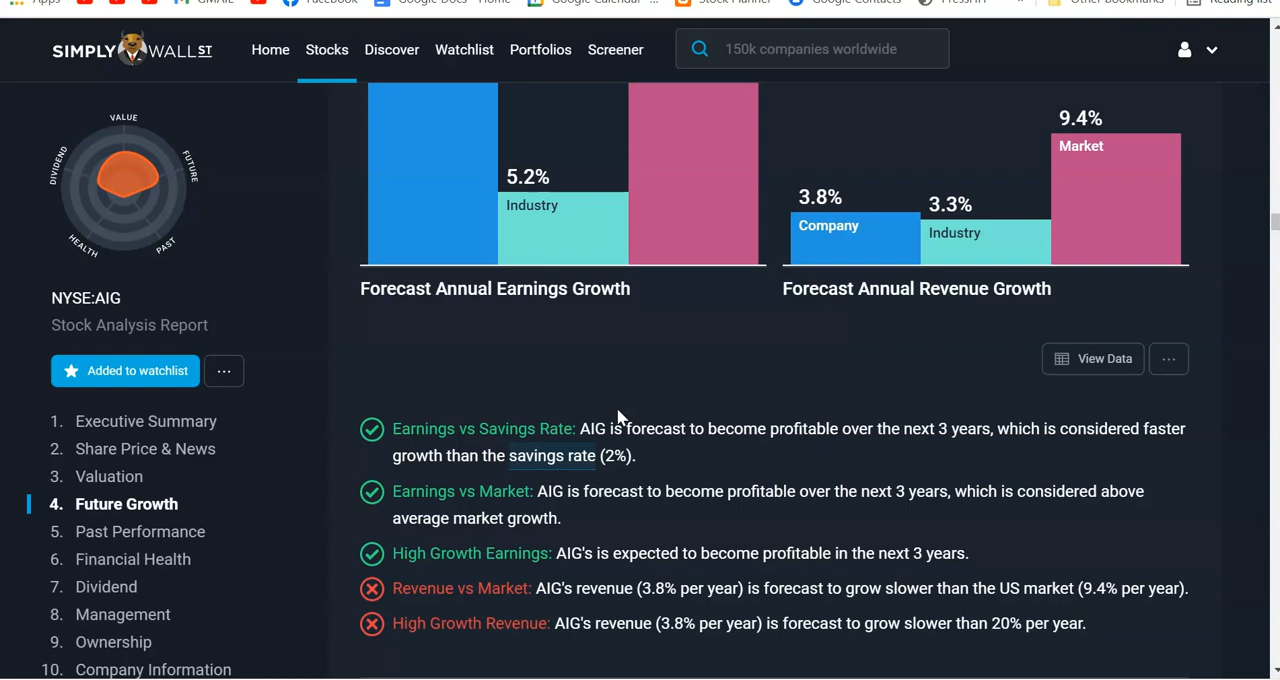 Apps
GMAIL
Facebook
Google Docs - Home
Google Calendar - ...
Stock Planner
Google Contacts
»
Other bookmarks
Reading list
SIMPLY WALL ST
Home Stocks Discover Watchlist Portfolios Screener
150k companies worldwide
VALUE
FUTURE
PAST
HEALTH
DIVIDEND
NYSE:AIG
Stock Analysis Report
Added to watchlist
...
1. Executive Summary
2. Share Price & News
3. Valuation
4. Future Growth
5. Past Performance
6. Financial Health
7. Dividend
8. Management
9. Ownership
10. Company Information
5.2%
Industry
Forecast Annual Earnings Growth
3.8%
Company
3.3%
Industry
9.4%
Market
Forecast Annual Revenue Growth
View Data
...
Earnings vs Savings Rate: AIG is forecast to become profitable over the next 3 years, which is considered faster
growth than the savings rate (2%).
Earnings vs Market: AIG is forecast to become profitable over the next 3 years, which is considered above
average market growth.
High Growth Earnings: AIG's is expected to become profitable in the next 3 years.
Revenue vs Market: AIG's revenue (3.8% per year) is forecast to grow slower than the US market (9.4% per year).
High Growth Revenue: AIG's revenue (3.8% per year) is forecast to grow slower than 20% per year.